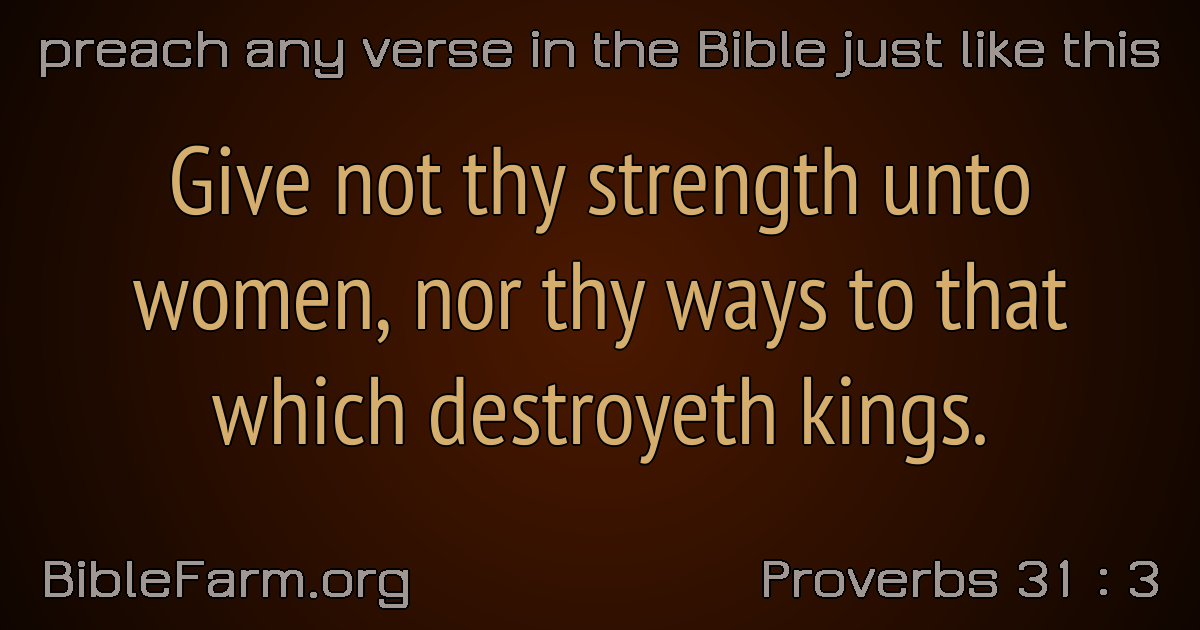 preach any verse in the Bible just like this
Give not thy strength unto
women, nor thy ways to that
which destroyeth kings.
BibleFarm.org
Proverbs 31 : 3